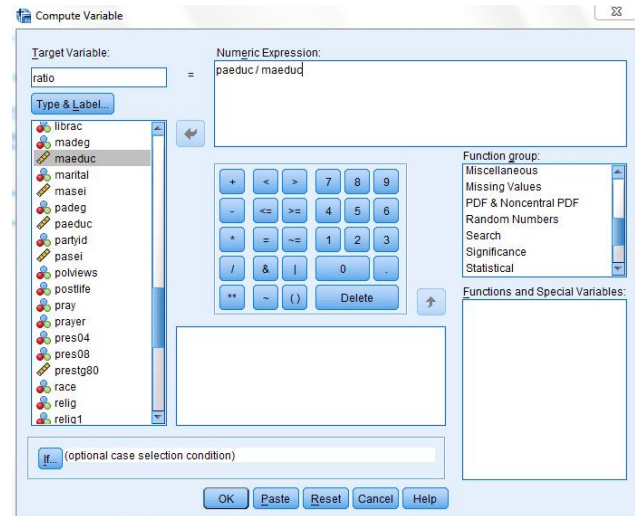 Compute Variable
Target Variable:
ratio
=
Type & Label...
librac
madeg
maeduc
marital
masei
padeg
paeduc
partyid
pasei
polviews
postlife
pray
prayer
pres04
pres08
prestg80
race
relig
relig1
Numeric Expression:
paeduc / maeduc
+ < > 7 8 9
- <= >= 4 5 6
* = ~= 1 2 3
/ & | 0 .
** ~ () Delete
Function group:
Miscellaneous
Missing Values
PDF & Noncentral PDF
Random Numbers
Search
Significance
Statistical
Functions and Special Variables:
If... (optional case selection condition)
OK Paste Reset Cancel Help